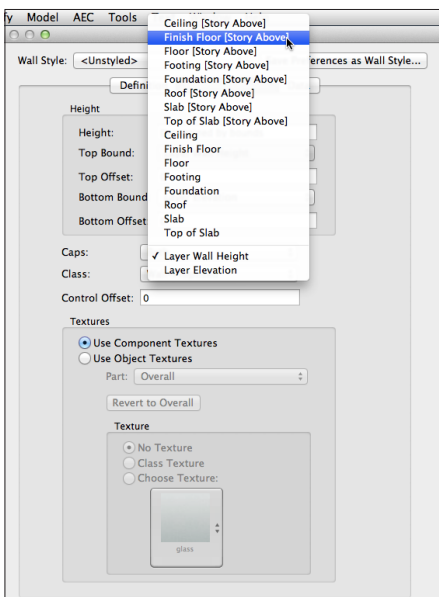 fy Model AEC Tools
Wall Style: <Unstyled> erences as Wall Style...
Defini
Ceiling [Story Above]
Finish Floor [Story Above]
Floor [Story Above]
Footing [Story Above]
Foundation [Story Above]
Roof [Story Above]
Slab [Story Above]
Top of Slab [Story Above]
Ceiling
Finish Floor
Floor
Footing
Foundation
Roof
Slab
Top of Slab
✓ Layer Wall Height
Layer Elevation
Height
Height:
Top Bound:
Top Offset:
Bottom Bound
Bottom Offset
Caps:
Class:
Control Offset: 0
Textures
Use Component Textures
Use Object Textures
Part: Overall
Revert to Overall
Texture
No Texture
Class Texture
Choose Texture:
glass